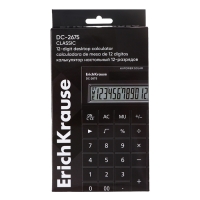 DC-2675
CLASSIC
12-digit desktop calculator
calculadora de mesa de 12 dígitos
калькулятор настольный 12-разрядов
ErichKrause
123456789012
DC-2675
AC
MU
+/-
▶
√
%
÷
7
8
9
×
4
5
6
-
1
2
3
+
0
00
·
=